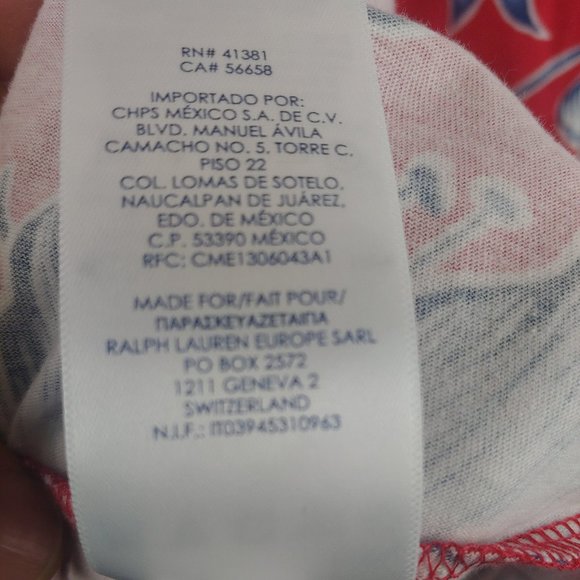 RN# 41381
CA# 56658
IMPORTADO POR:
CHPS MÉXICO S.A. DE C.V.
BLVD. MANUEL ÁVILA
CAMACHO NO. 5, TORRE C,
PISO 22
COL. LOMAS DE SOTELO,
NAUCALPAN DE JUÁREZ,
EDO. DE MÉXICO
C.P. 53390 MÉXICO
RFC: CME1306043A1
MADE FOR/FAIT POUR/
ΠΑΡΑΣΚΕΥΑΖΕΤΑΙΓΙΑ
RALPH LAUREN EUROPE SARL
PO BOX 2572
1211 GENEVA 2
SWITZERLAND
N.I.F.: IT03945310963